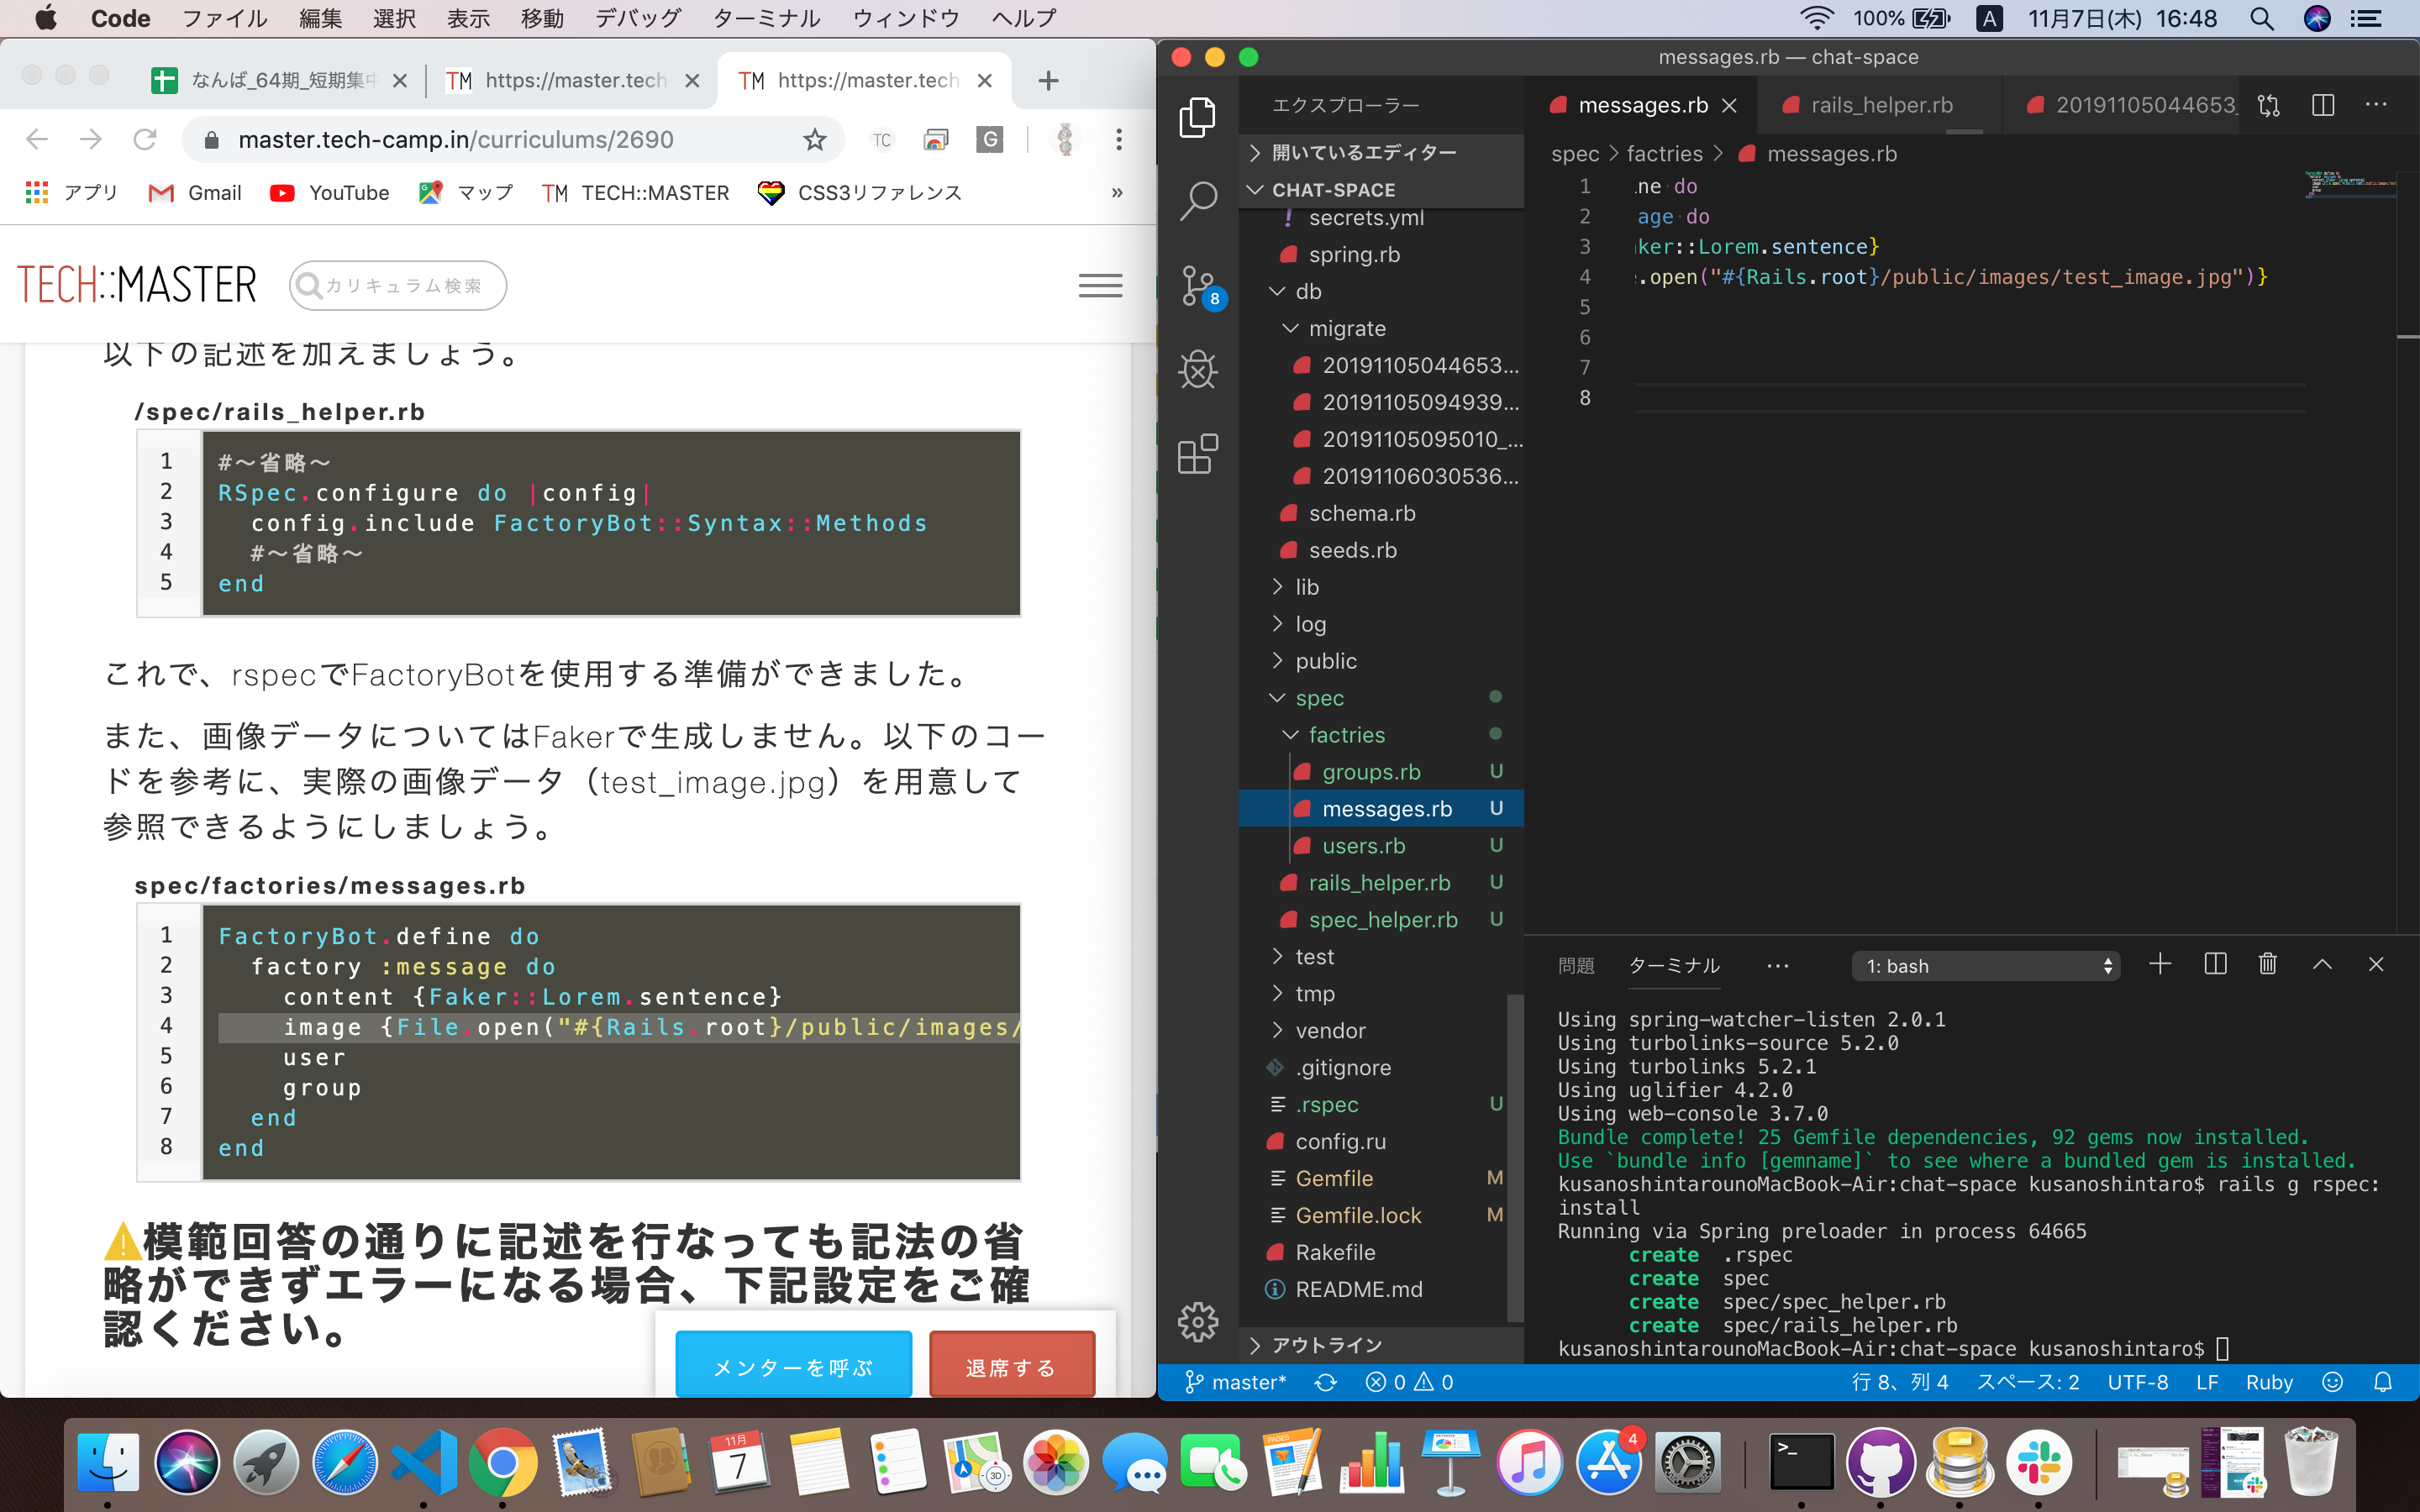 Code ファイル 編集 選択 表示 移動 デバッグ ターミナル ウィンドウ ヘルプ
100% A 11月7日(木) 16:48
なんば_64期_短期集中
TM https://master.tech
TM https://master.tech
master.tech-camp.in/curriculums/2690
TC
G
アプリ Gmail YouTube マップ TM TECH::MASTER CSS3リファレンス »
TECH::MASTER カリキュラム検索
以下の記述を加えましょう。
/spec/rails_helper.rb
1 #〜省略〜
2 RSpec.configure do |config|
3 config.include FactoryBot::Syntax::Methods
4 #〜省略〜
5 end
これで、rspecでFactoryBotを使用する準備ができました。
また、画像データについてはFakerで生成しません。以下のコー
ドを参考に、実際の画像データ（test_image.jpg）を用意して
参照できるようにしましょう。
spec/factories/messages.rb
1 FactoryBot.define do
2 factory :message do
3 content {Faker::Lorem.sentence}
4 image {File.open("#{Rails.root}/public/images/
5 user
6 group
7 end
8 end
⚠️模範回答の通りに記述を行なっても記法の省
略ができずエラーになる場合、下記設定をご確
認ください。
メンターを呼ぶ 退席する
messages.rb — chat-space
エクスプローラー
開いているエディター
CHAT-SPACE
! secrets.yml
spring.rb
db
migrate
20191105044653...
20191105094939...
20191105095010_...
20191106030536...
schema.rb
seeds.rb
lib
log
public
spec
factries
groups.rb U
messages.rb U
users.rb U
rails_helper.rb U
spec_helper.rb U
test
tmp
vendor
.gitignore
.rspec U
config.ru
Gemfile M
Gemfile.lock M
Rakefile
README.md
アウトライン
8
messages.rb
rails_helper.rb
20191105044653_
spec > factries > messages.rb
1 ne do
2 age do
3 ker::Lorem.sentence}
4 .open("#{Rails.root}/public/images/test_image.jpg")}
5
6
7
8
問題 ターミナル ... 1: bash
Using spring-watcher-listen 2.0.1
Using turbolinks-source 5.2.0
Using turbolinks 5.2.1
Using uglifier 4.2.0
Using web-console 3.7.0
Bundle complete! 25 Gemfile dependencies, 92 gems now installed.
Use `bundle info [gemname]` to see where a bundled gem is installed.
kusanoshintarounoMacBook-Air:chat-space kusanoshintaro$ rails g rspec:
install
Running via Spring preloader in process 64665
create .rspec
create spec
create spec/spec_helper.rb
create spec/rails_helper.rb
kusanoshintarounoMacBook-Air:chat-space kusanoshintaro$
master* 0 0 行 8、列 4 スペース: 2 UTF-8 LF Ruby
11月
7
3D
PAGES
4
>_